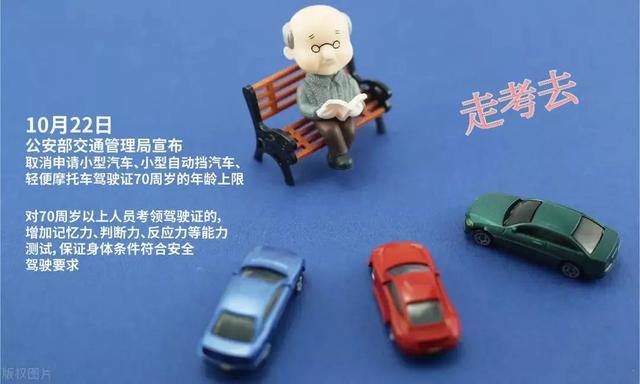 走考去
10月22日
公安部交通管理局宣布
取消申请小型汽车、小型自动挡汽车、
轻便摩托车驾驶证70周岁的年龄上限
对70周岁以上人员考领驾驶证的,
增加记忆力、判断力、反应力等能力
测试,保证身体条件符合安全
驾驶要求
版权图片